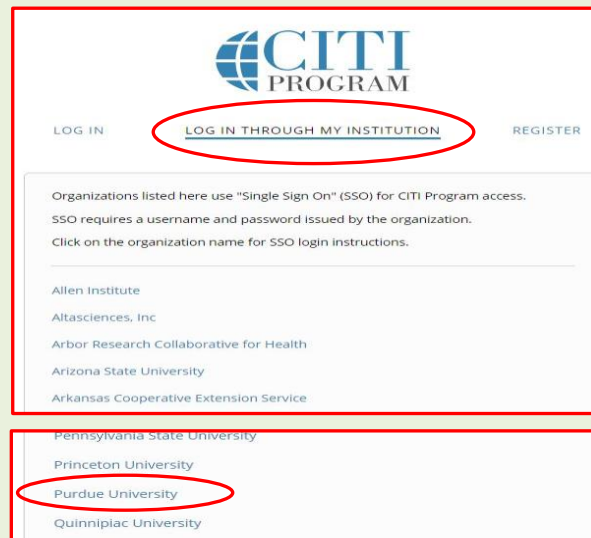 CITI
PROGRAM
LOG IN LOG IN THROUGH MY INSTITUTION REGISTER
Organizations listed here use "Single Sign On" (SSO) for CITI Program access.
SSO requires a username and password issued by the organization.
Click on the organization name for SSO login instructions.
Allen Institute
Altasciences, Inc
Arbor Research Collaborative for Health
Arizona State University
Arkansas Cooperative Extension Service
Pennsylvania State University
Princeton University
Purdue University
Quinnipiac University